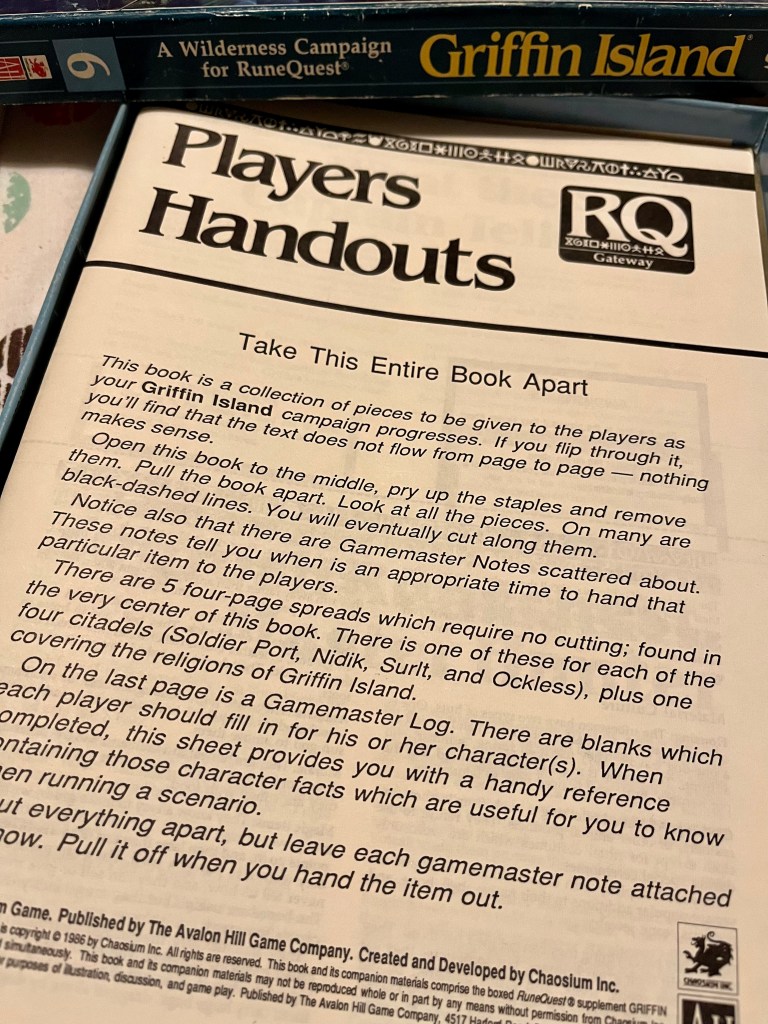 6
A Wilderness Campaign
for RuneQuest®
Griffin Island
Players
Handouts
RQ
Gateway
Take This Entire Book Apart
This book is a collection of pieces to be given to the players as
your Griffin Island campaign progresses. If you flip through it,
you'll find that the text does not flow from page to page — nothing
makes sense.
Open this book to the middle, pry up the staples and remove
them. Pull the book apart. Look at all the pieces. On many are
black-dashed lines. You will eventually cut along them.
Notice also that there are Gamemaster Notes scattered about.
These notes tell you when is an appropriate time to hand that
particular item to the players.
There are 5 four-page spreads which require no cutting; found in
the very center of this book. There is one of these for each of the
four citadels (Soldier Port, Nidik, Surlt, and Ockless), plus one
covering the religions of Griffin Island.
On the last page is a Gamemaster Log. There are blanks which
each player should fill in for his or her character(s). When
ompleted, this sheet provides you with a handy reference
ontaining those character facts which are useful for you to know
en running a scenario.
ut everything apart, but leave each gamemaster note attached
ow. Pull it off when you hand the item out.
Game. Published by The Avalon Hill Game Company. Created and Developed by Chaosium Inc.
is copyright © 1986 by Chaosium Inc. All rights are reserved. This book and its companion materials comprise the boxed RuneQuest® supplement GRIFFIN
simultaneously. This book and its companion materials may not be reproduced whole or in part by any means without permission from Chaosium
purposes of illustration, discussion, and game play. Published by The Avalon Hill Game Company, 4517
CHAOSIUM INC